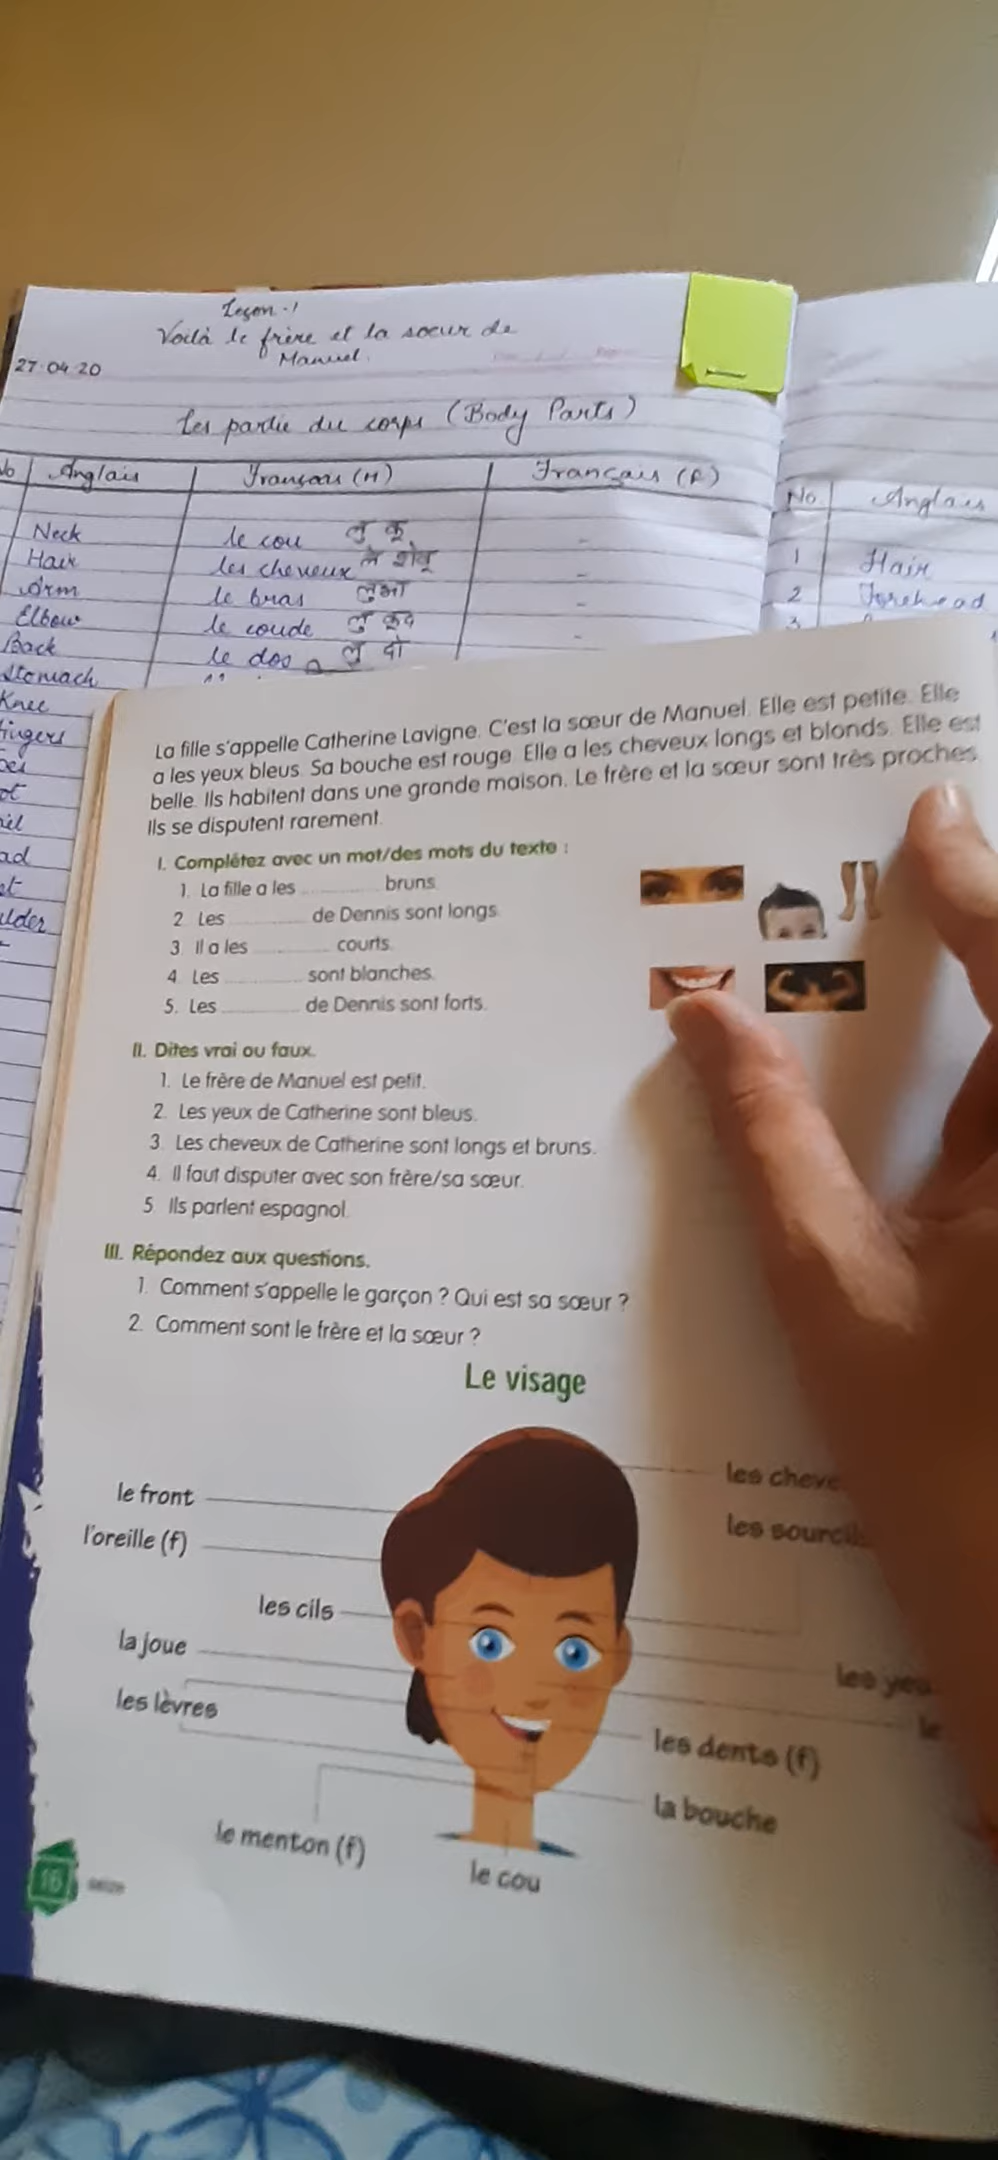 Leçon-1
Voilà le frère et la soeur de
Manuel.
27.04.20
Les partie du corps (Body Parts)
No Anglais Français (M) Français (F)
Neck le cou लु कू -
Hair les cheveux ले शेवू -
Arm le bras लुब्रा -
Elbow le coude लु कूद -
Back le dos लु दो
Stomach
Knee
fingers
No. Anglais
1 Hair
2 Forehead
3
La fille s'appelle Catherine Lavigne. C'est la sœur de Manuel. Elle est petite. Elle
a les yeux bleus. Sa bouche est rouge. Elle a les cheveux longs et blonds. Elle est
belle. Ils habitent dans une grande maison. Le frère et la sœur sont très proches.
Ils se disputent rarement.
I. Complétez avec un mot/des mots du texte :
1. La fille a les ............ bruns.
2. Les ............ de Dennis sont longs.
3. Il a les ............ courts.
4. Les ............ sont blanches.
5. Les ............ de Dennis sont forts.
II. Dites vrai ou faux.
1. Le frère de Manuel est petit.
2. Les yeux de Catherine sont bleus.
3. Les cheveux de Catherine sont longs et bruns.
4. Il faut disputer avec son frère/sa sœur.
5. Ils parlent espagnol.
III. Répondez aux questions.
1. Comment s'appelle le garçon ? Qui est sa sœur ?
2. Comment sont le frère et la sœur ?
Le visage
les cheve
le front
les sourcils
l'oreille (f)
les cils
la joue
les yeu
les lèvres
le
les dents (f)
la bouche
le menton (f)
le cou
16 seize